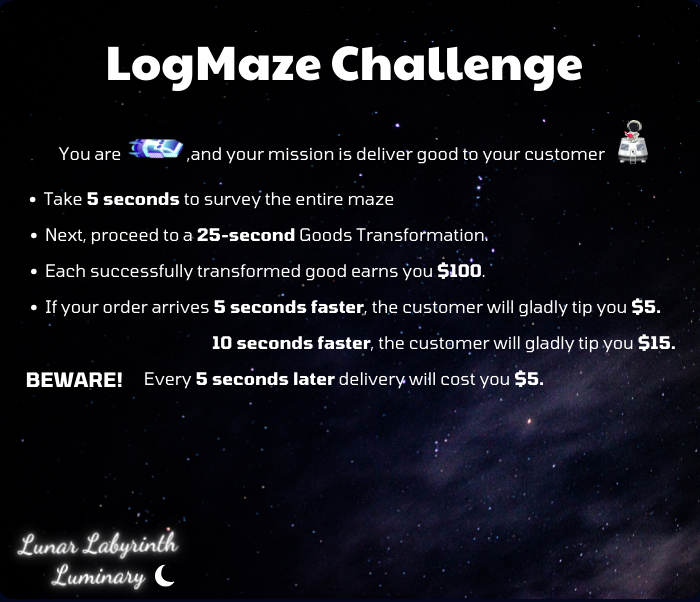 LogMaze Challenge
You are ,and your mission is deliver good to your customer
• Take 5 seconds to survey the entire maze
• Next, proceed to a 25-second Goods Transformation.
• Each successfully transformed good earns you $100.
• If your order arrives 5 seconds faster, the customer will gladly tip you $5.
10 seconds faster, the customer will gladly tip you $15.
BEWARE! Every 5 seconds later delivery will cost you $5.
Lunar Labyrinth
Luminary